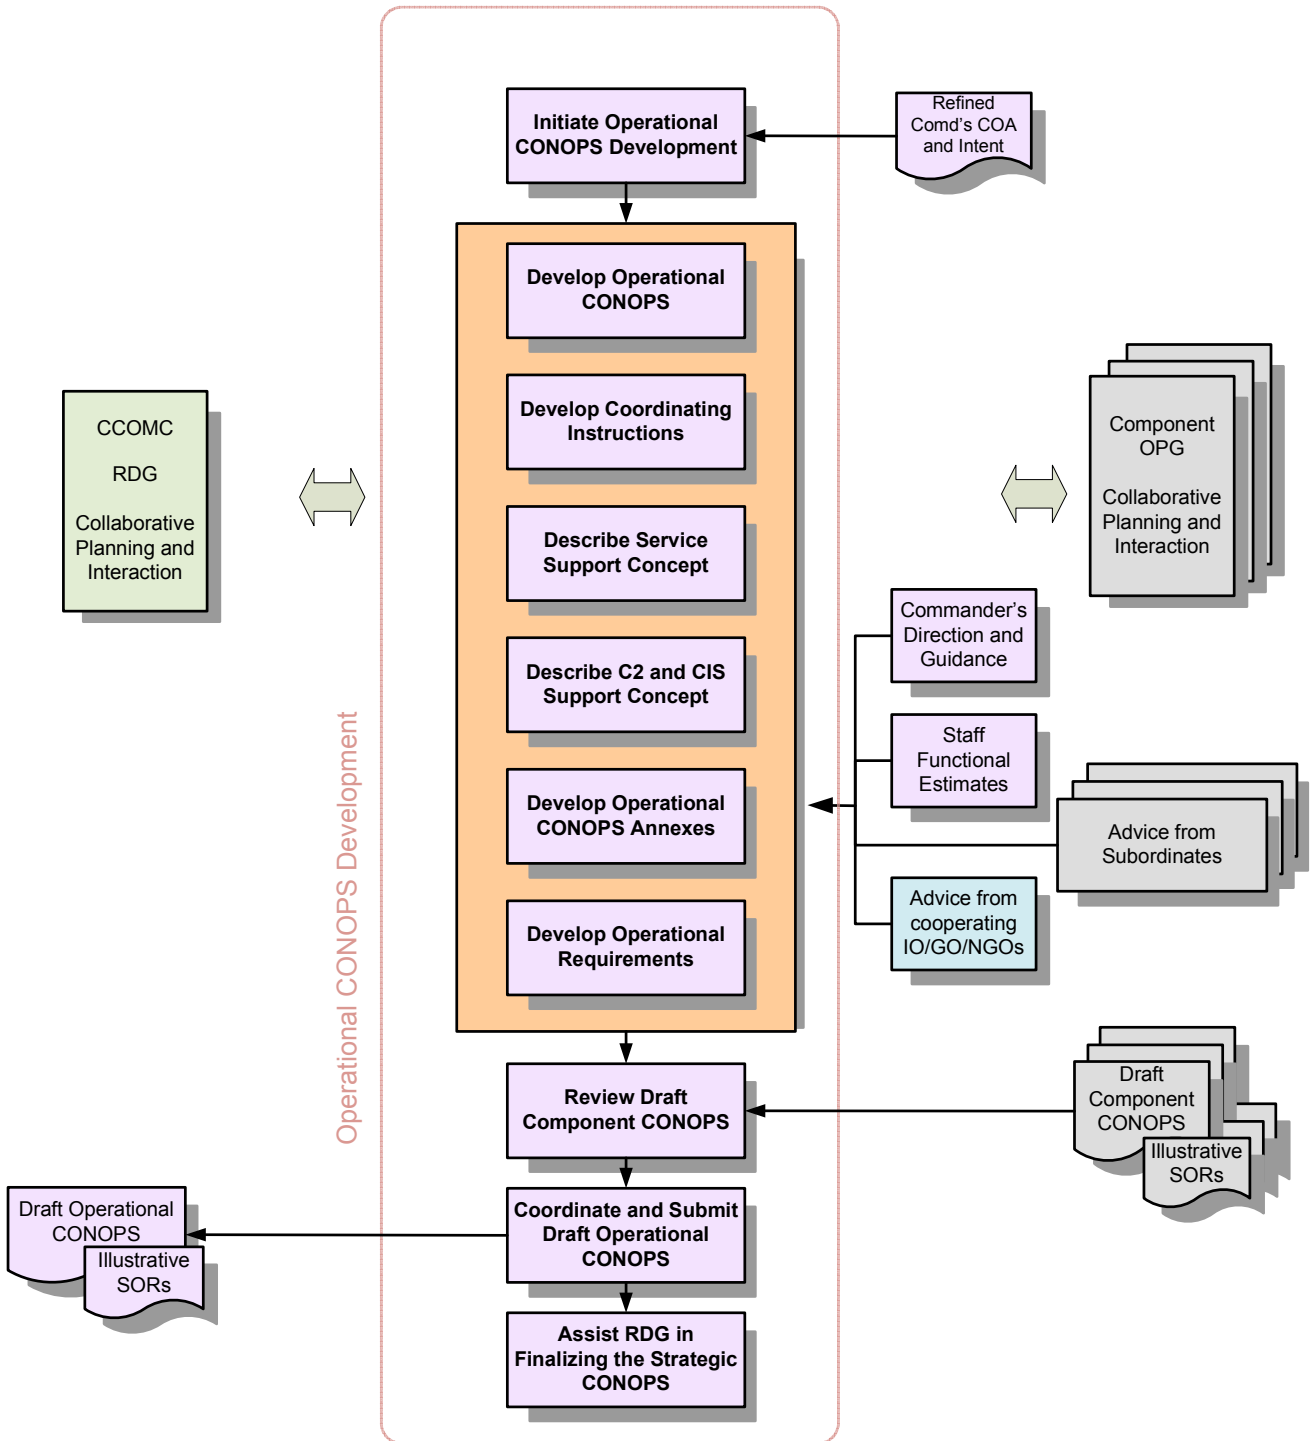 Initiate Operational
CONOPS Development
Refined
Comd's COA
and Intent
Develop Operational
CONOPS
Develop Coordinating
Instructions
Describe Service
Support Concept
Describe C2 and CIS
Support Concept
Develop Operational
CONOPS Annexes
Develop Operational
Requirements
CCOMC
RDG
Collaborative
Planning and
Interaction
Component
OPG
Collaborative
Planning and
Interaction
Commander's
Direction and
Guidance
Staff
Functional
Estimates
Advice from
Subordinates
Advice from
cooperating
IO/GO/NGOs
Operational CONOPS Development
Review Draft
Component CONOPS
Draft
Component
CONOPS
Illustrative
SORs
Coordinate and Submit
Draft Operational
CONOPS
Draft Operational
CONOPS
Illustrative
SORs
Assist RDG in
Finalizing the Strategic
CONOPS